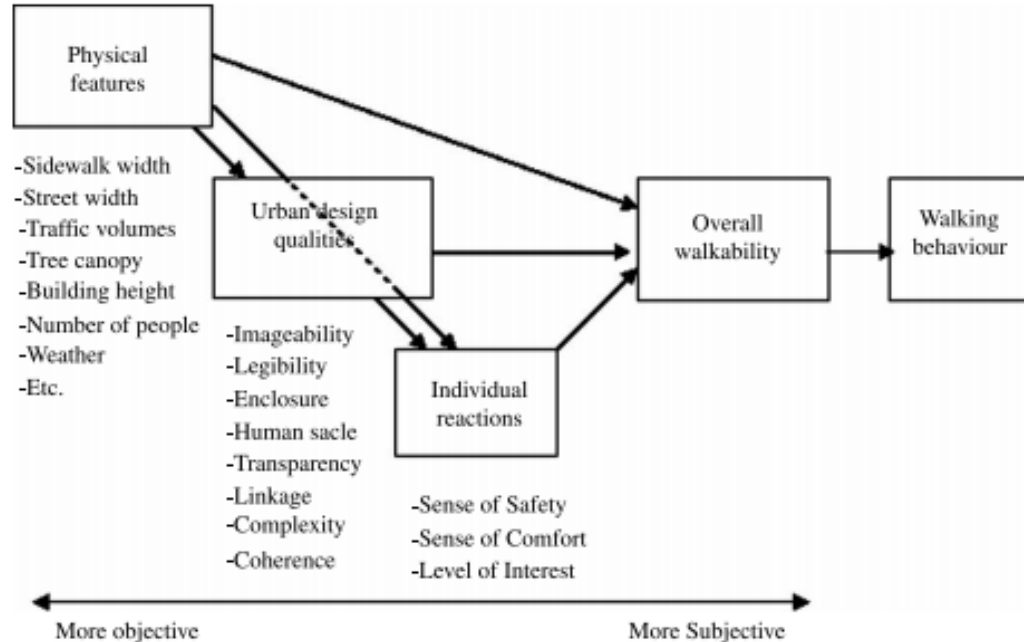 Physical
features
-Sidewalk width
-Street width
-Traffic volumes
-Tree canopy
-Building height
-Number of people
-Weather
-Etc.
Urban design
qualities
-Imageability
-Legibility
-Enclosure
-Human sacle
-Transparency
-Linkage
-Complexity
-Coherence
Individual
reactions
-Sense of Safety
-Sense of Comfort
-Level of Interest
Overall
walkability
Walking
behaviour
More objective
More Subjective